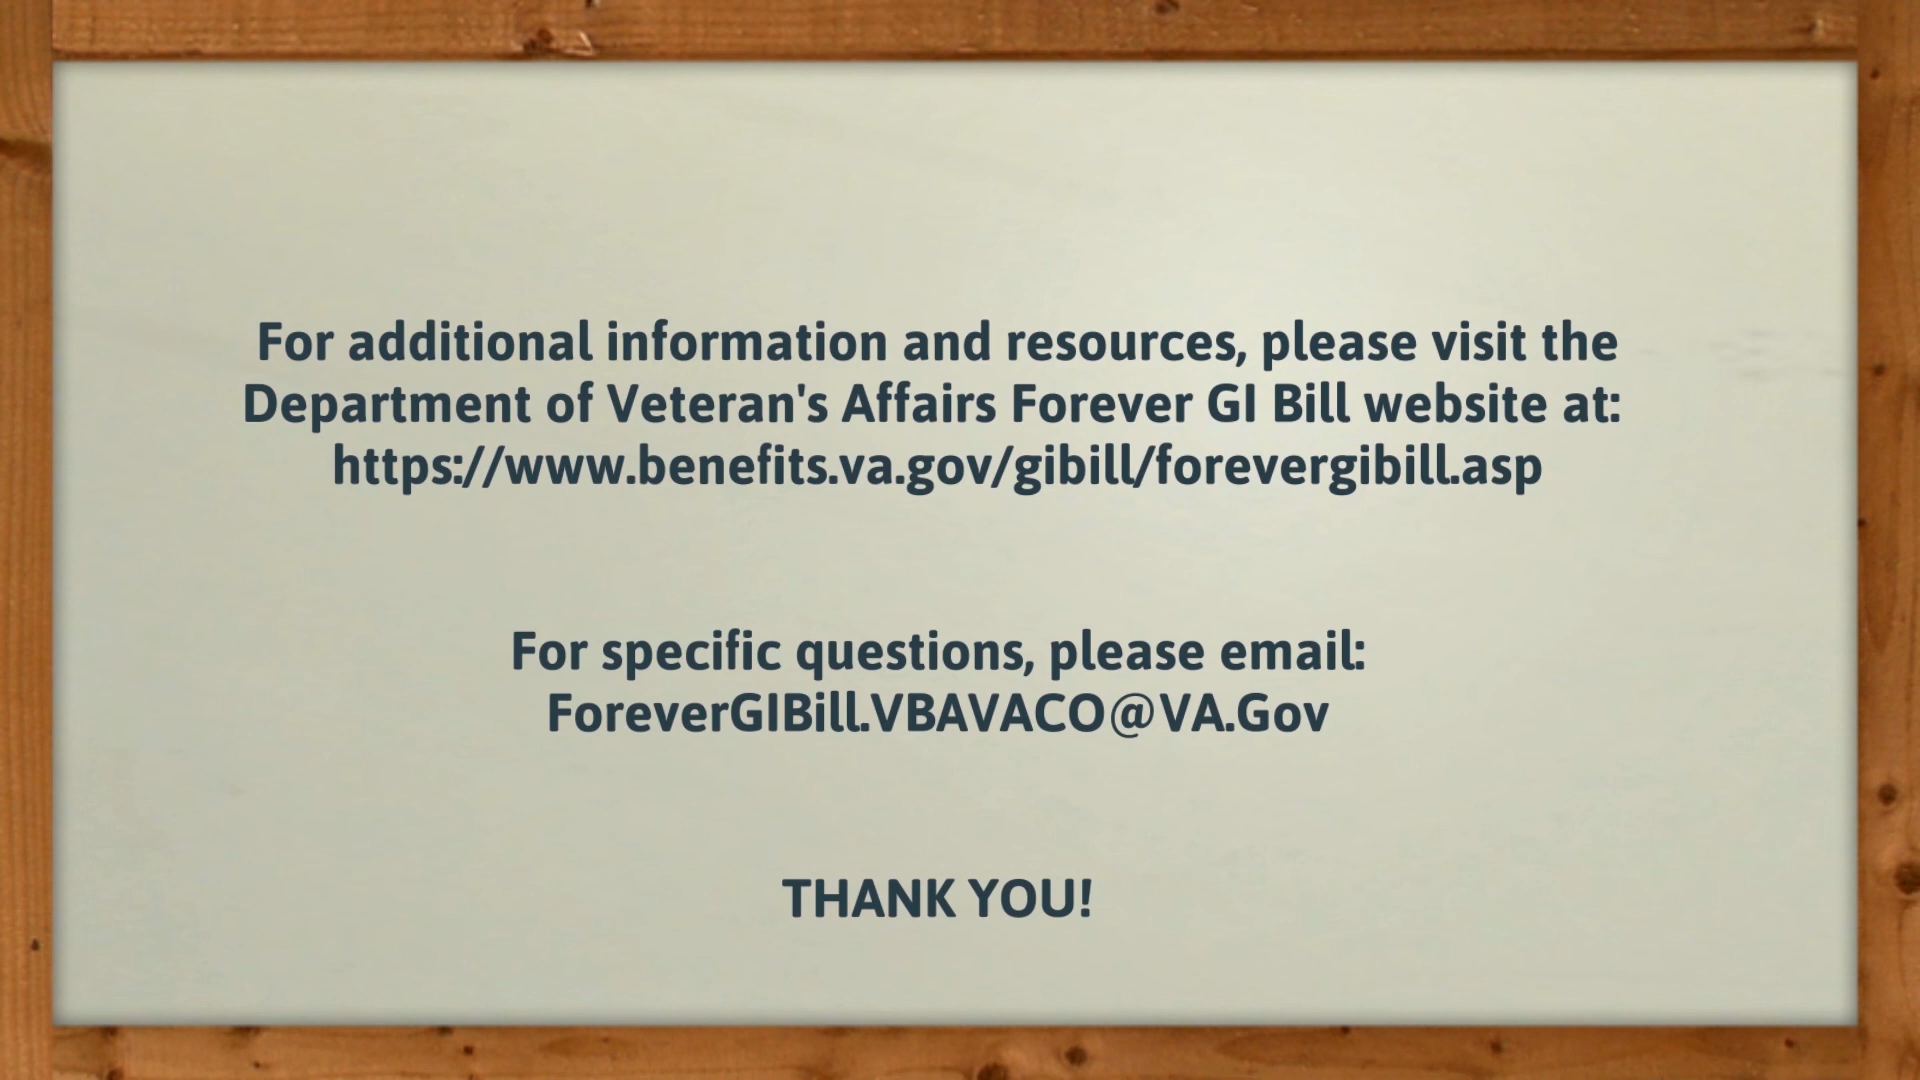 For additional information and resources, please visit the
Department of Veteran's Affairs Forever GI Bill website at:
https://www.benefits.va.gov/gibill/forevergibill.asp
For specific questions, please email:
ForeverGIBill.VBAVACO@VA.Gov
THANK YOU!